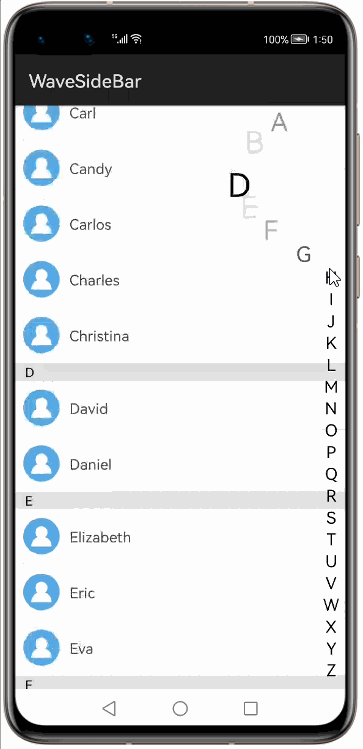 100% 1:50
WaveSideBar
Carl
Candy
Carlos
Charles
Christina
D
David
Daniel
E
Elizabeth
Eric
Eva
F
A
B
D
E
F
G
H
I
J
K
L
M
N
O
P
Q
R
S
T
U
V
W
X
Y
Z